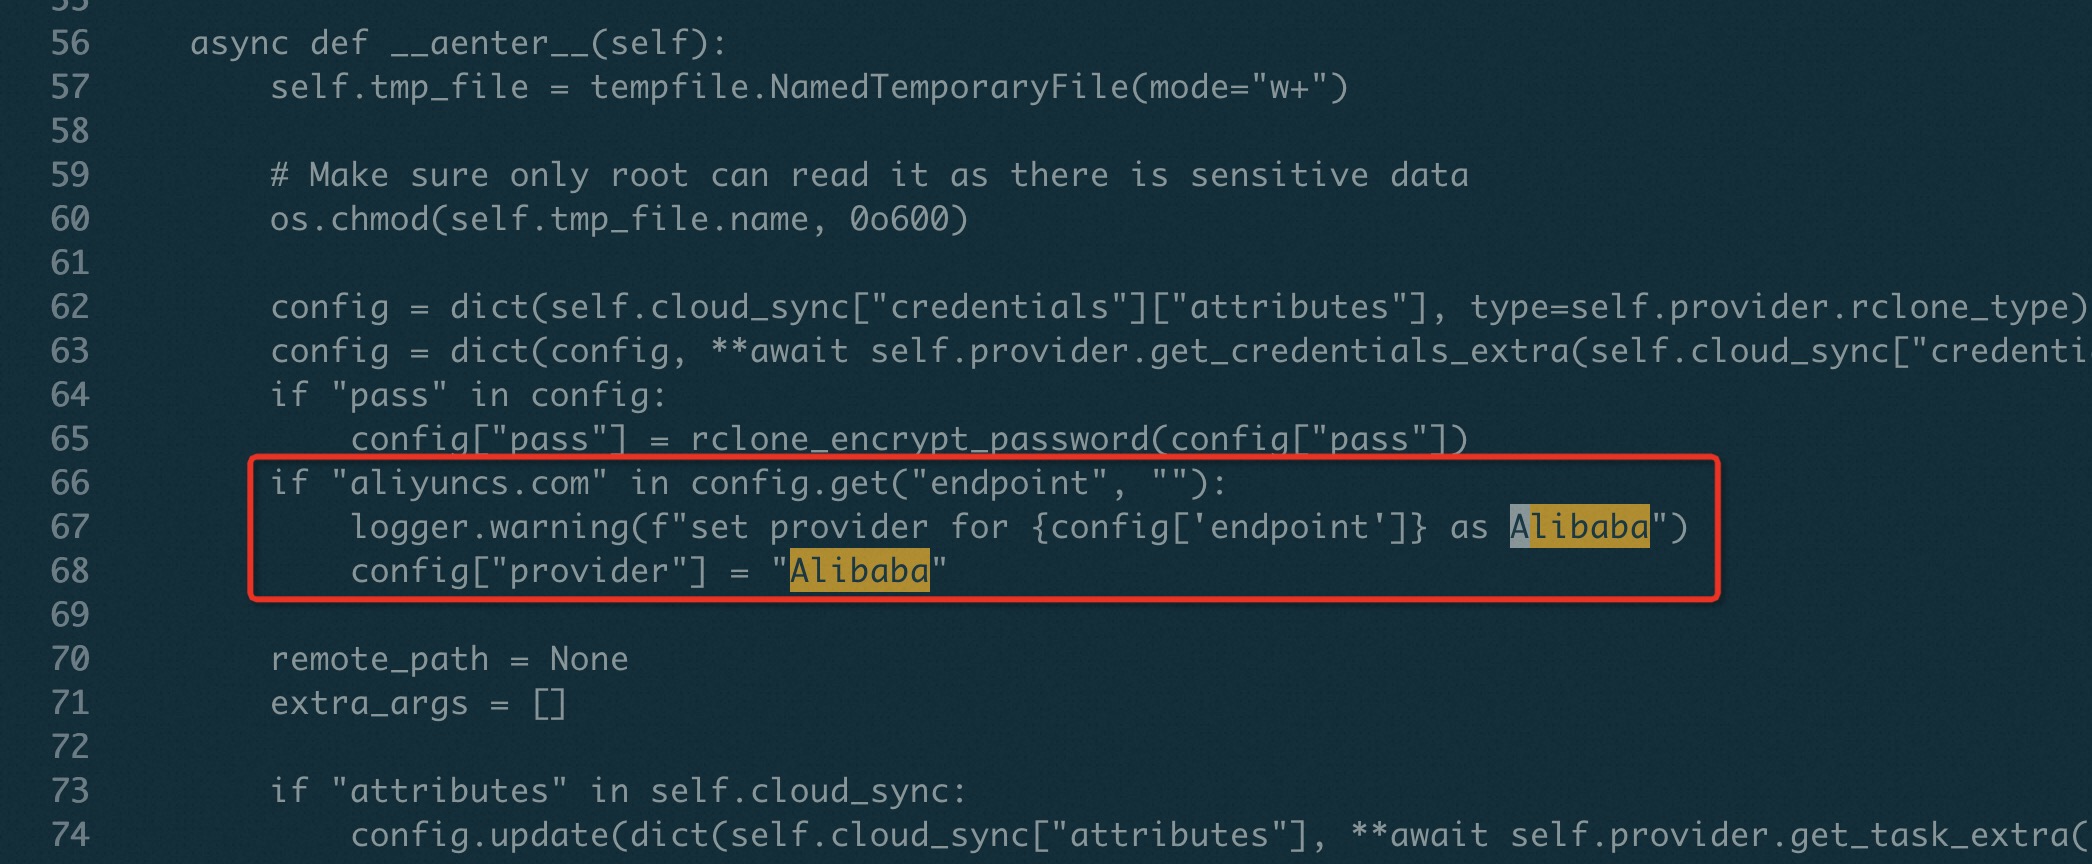 55
56 async def __aenter__(self):
57 self.tmp_file = tempfile.NamedTemporaryFile(mode="w+")
58
59 # Make sure only root can read it as there is sensitive data
60 os.chmod(self.tmp_file.name, 0o600)
61
62 config = dict(self.cloud_sync["credentials"]["attributes"], type=self.provider.rclone_type)
63 config = dict(config, **await self.provider.get_credentials_extra(self.cloud_sync["credenti
64 if "pass" in config:
65 config["pass"] = rclone_encrypt_password(config["pass"])
66 if "aliyuncs.com" in config.get("endpoint", ""):
67 logger.warning(f"set provider for {config['endpoint']} as Alibaba")
68 config["provider"] = "Alibaba"
69
70 remote_path = None
71 extra_args = []
72
73 if "attributes" in self.cloud_sync:
74 config.update(dict(self.cloud_sync["attributes"], **await self.provider.get_task_extra(